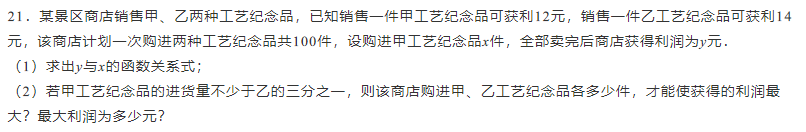 21．某景区商店销售甲、乙两种工艺纪念品，已知销售一件甲工艺纪念品可获利12元，销售一件乙工艺纪念品可获利14
元，该商店计划一次购进两种工艺纪念品共100件，设购进甲工艺纪念品x件，全部卖完后商店获得利润为y元．
（1）求出y与x的函数关系式；
（2）若甲工艺纪念品的进货量不少于乙的三分之一，则该商店购进甲、乙工艺纪念品各多少件，才能使获得的利润最
大？最大利润为多少元？